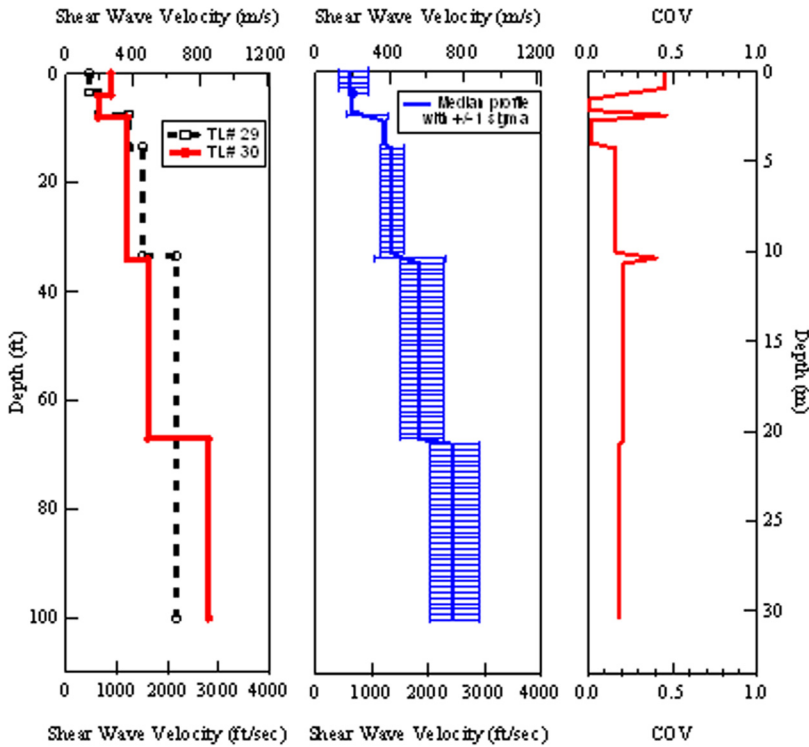 Shear Wave Velocity (m/s) Shear Wave Velocity (m/s) COV
0 400 800 1200 0 400 800 1200 0.0 0.5 1.0
0
20
40
60
80
100
Depth (ft)
TL# 29
TL# 30
Median profile
with +/-1 sigma
0
5
10
15
20
25
30
Depth (m)
0 1000 2000 3000 4000 0 1000 2000 3000 4000 0.0 0.5 1.0
Shear Wave Velocity (ft/sec) Shear Wave Velocity (ft/sec) COV